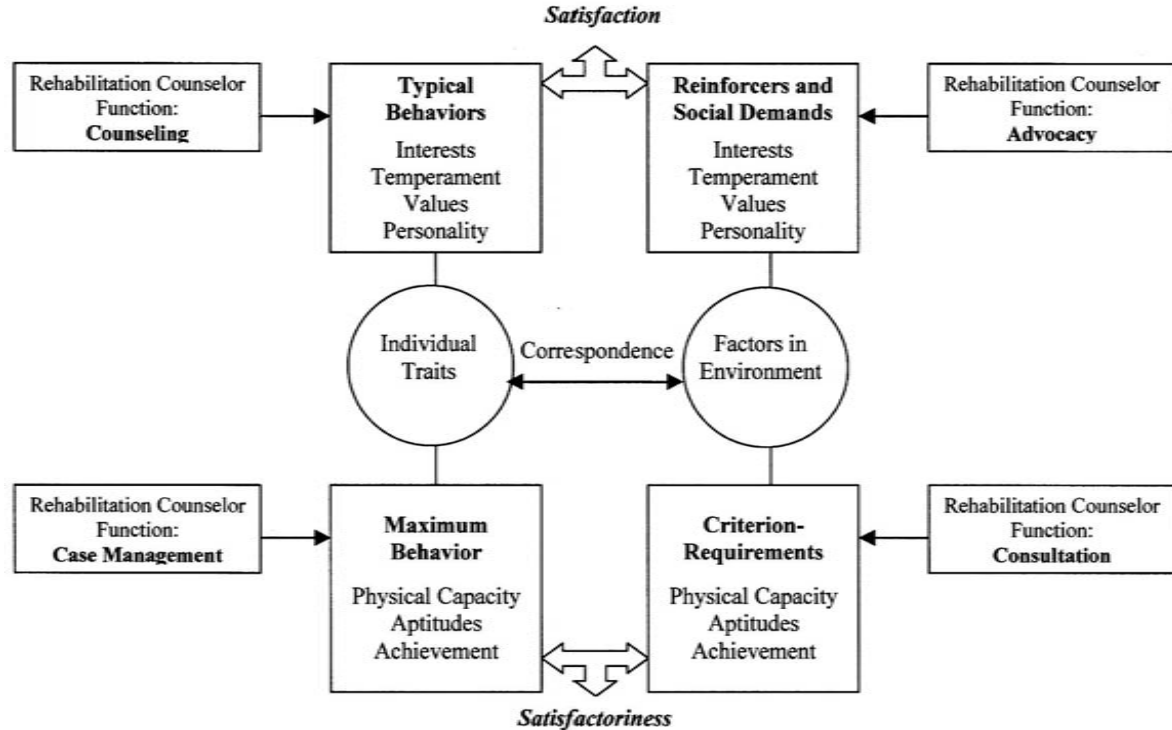 Satisfaction
Rehabilitation Counselor
Function:
Counseling
Typical
Behaviors
Interests
Temperament
Values
Personality
Reinforcers and
Social Demands
Interests
Temperament
Values
Personality
Rehabilitation Counselor
Function:
Advocacy
Individual
Traits
Correspondence
Factors in
Environment
Rehabilitation Counselor
Function:
Case Management
Maximum
Behavior
Physical Capacity
Aptitudes
Achievement
Criterion-
Requirements
Physical Capacity
Aptitudes
Achievement
Rehabilitation Counselor
Function:
Consultation
Satisfactoriness